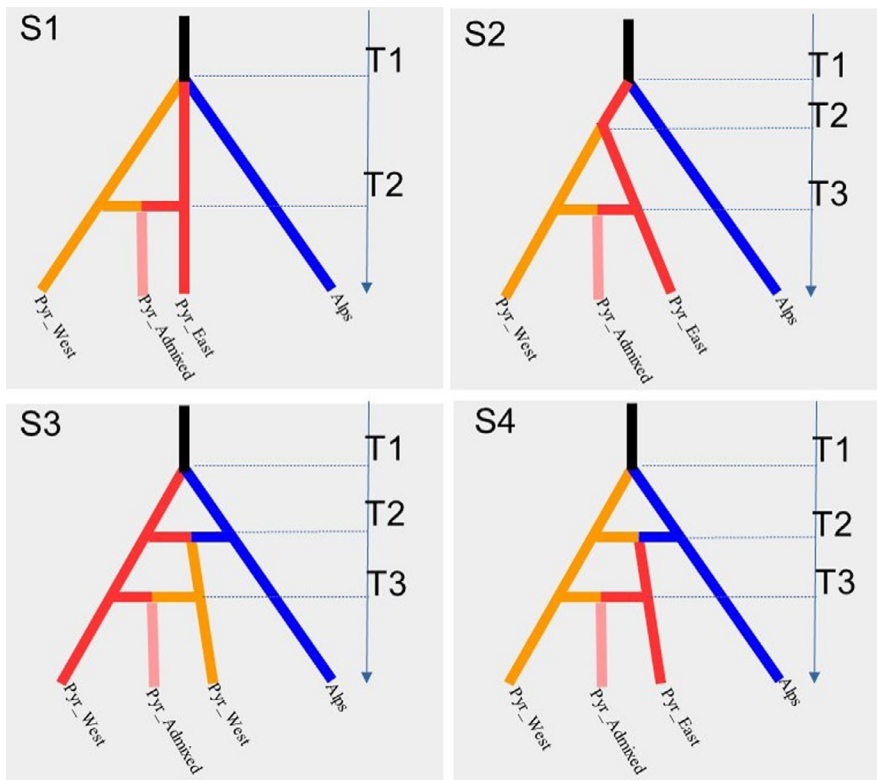 S1
T1
T2
Pyr_West
Pyr_Admixed
Pyr_East
Alps
S2
T1
T2
T3
Pyr_West
Pyr_Admixed
Pyr_East
Alps
S3
T1
T2
T3
Pyr_West
Pyr_Admixed
Pyr_West
Alps
S4
T1
T2
T3
Pyr_West
Pyr_Admixed
Pyr_East
Alps